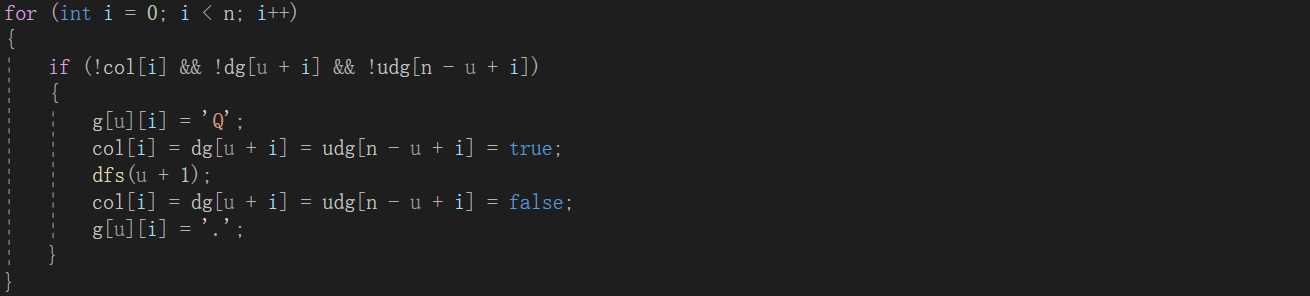 for (int i = 0; i < n; i++)
{
    if (!col[i] && !dg[u + i] && !udg[n - u + i])
    {
        g[u][i] = 'Q';
        col[i] = dg[u + i] = udg[n - u + i] = true;
        dfs(u + 1);
        col[i] = dg[u + i] = udg[n - u + i] = false;
        g[u][i] = '.';
    }
}